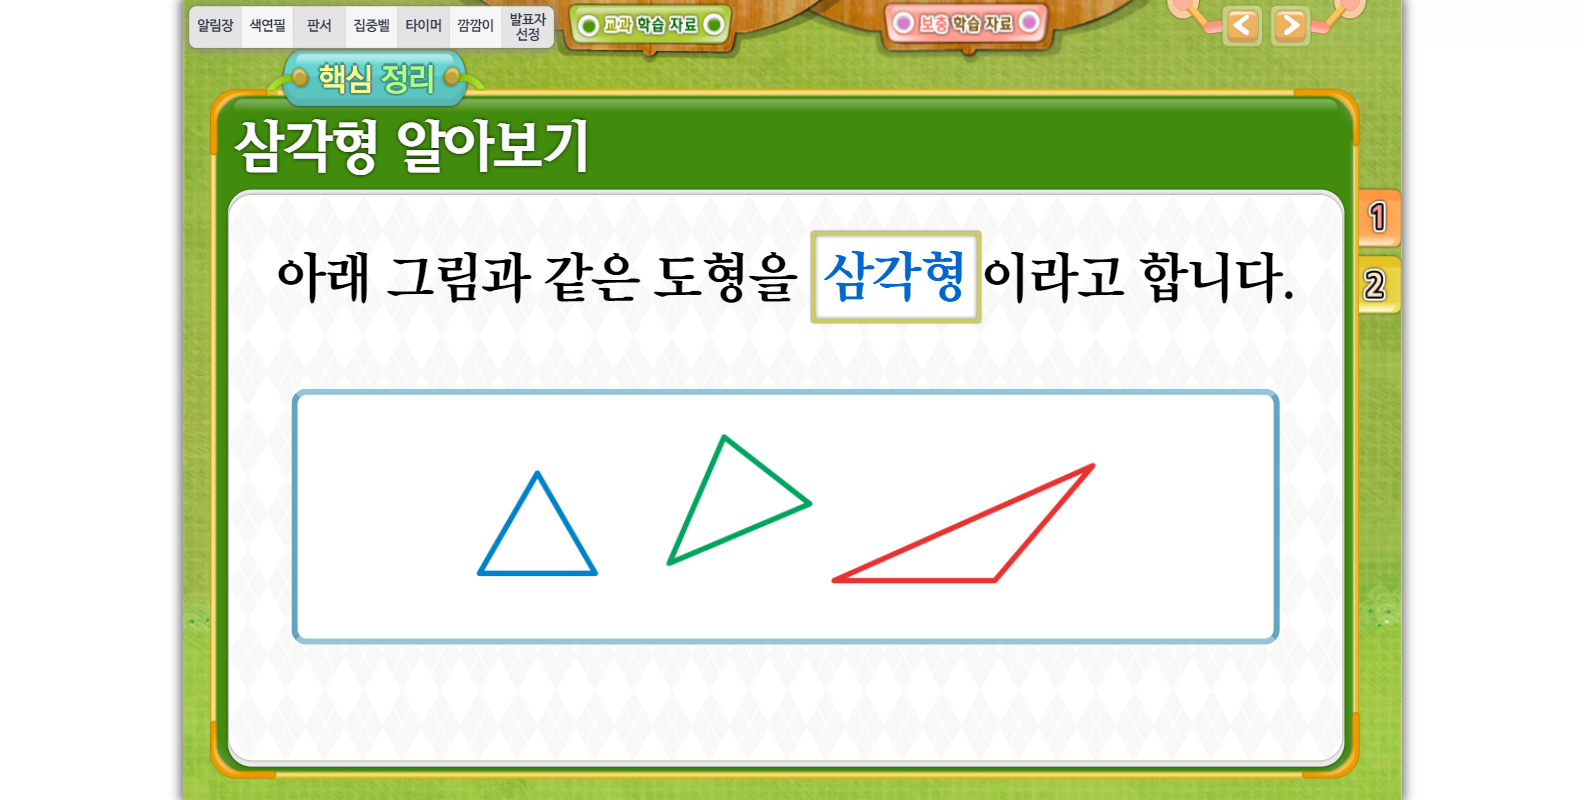 알림장 색연필 판서 집중벨 타이머 깜깜이 발표자 선정
교과 학습 자료
보충 학습 자료
핵심 정리
삼각형 알아보기
1
2
아래 그림과 같은 도형을 삼각형이라고 합니다.